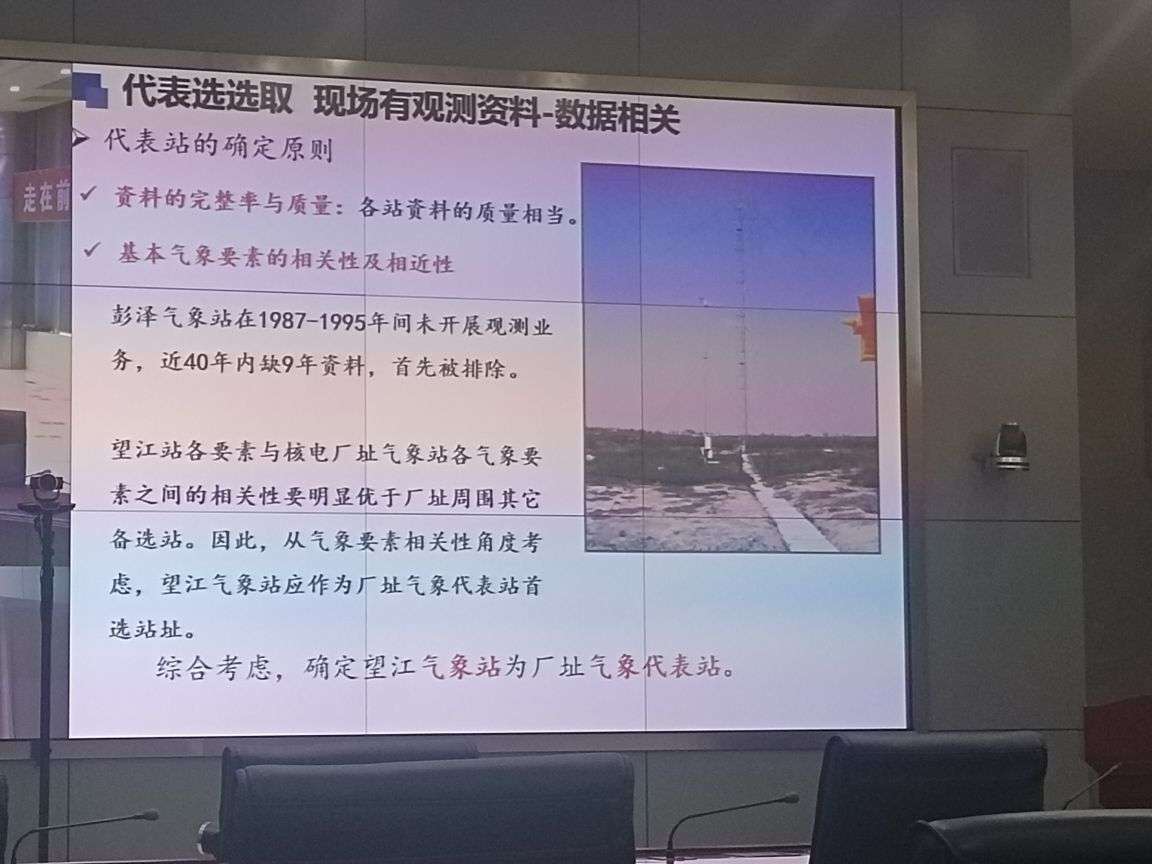 代表选选取 现场有观测资料-数据相关
代表站的确定原则
走在前
资料的完整率与质量：各站资料的质量相当。
基本气象要素的相关性及相近性
彭泽气象站在1987-1995年间未开展观测业
务，近40年内缺9年资料，首先被排除。
望江站各要素与核电厂址气象站各气象要
素之间的相关性要明显优于厂址周围其它
备选站。因此，从气象要素相关性角度考
虑，望江气象站应作为厂址气象代表站首
选站址。
综合考虑，确定望江气象站为厂址气象代表站。